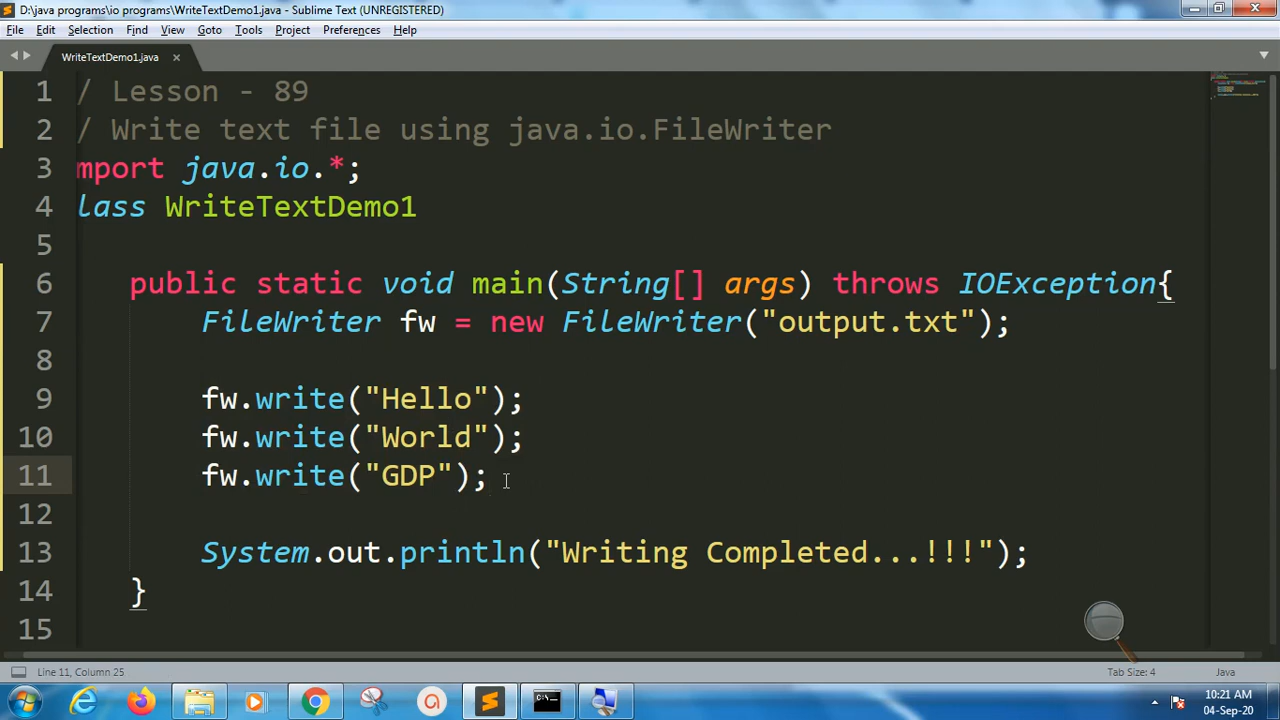 D:\java programs\io programs\WriteTextDemo1.java - Sublime Text (UNREGISTERED)
File Edit Selection Find View Goto Tools Project Preferences Help
WriteTextDemo1.java
1 / Lesson - 89
2 / Write text file using java.io.FileWriter
3 mport java.io.*;
4 lass WriteTextDemo1
5
6 public static void main(String[] args) throws IOException{
7 FileWriter fw = new FileWriter("output.txt");
8
9 fw.write("Hello");
10 fw.write("World");
11 fw.write("GDP");
12
13 System.out.println("Writing Completed...!!!");
14 }
15
Line 11, Column 25 Tab Size: 4 Java
10:21 AM
04-Sep-20